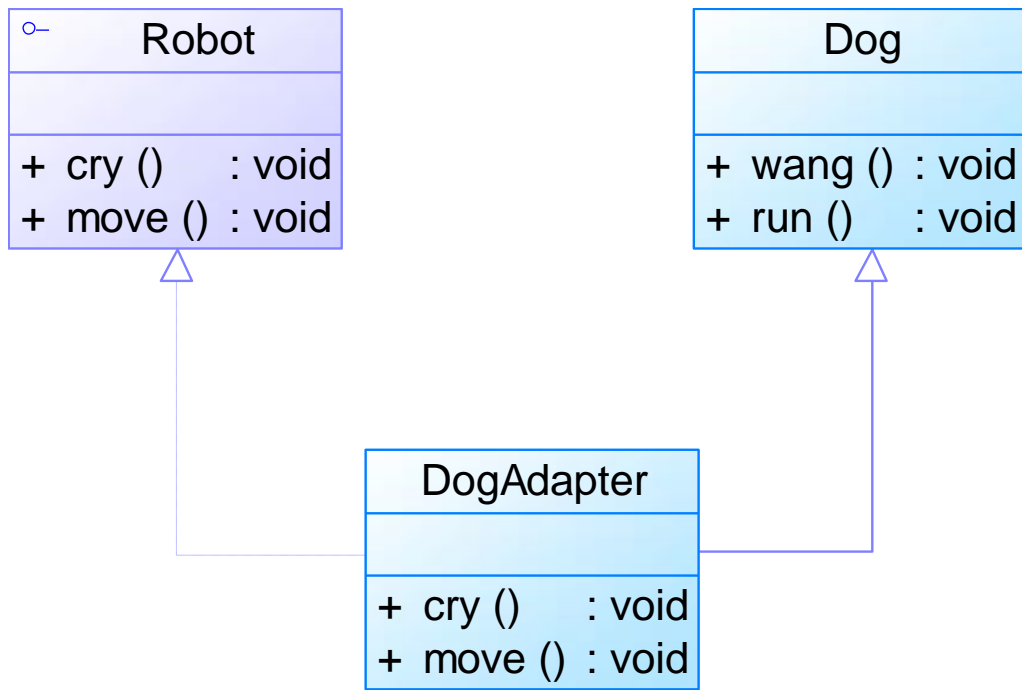 Robot
+ cry () : void
+ move () : void
Dog
+ wang () : void
+ run () : void
DogAdapter
+ cry () : void
+ move () : void